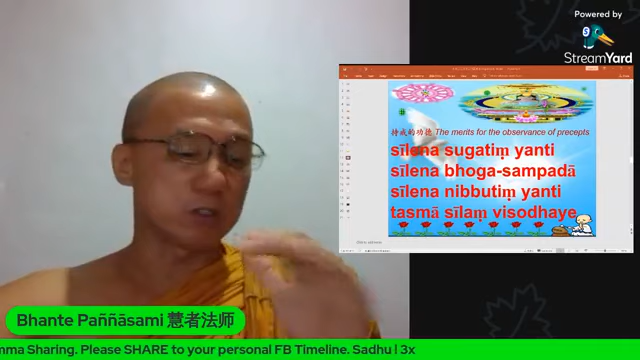 Powered by
StreamYard
持戒的功德 The merits for the observance of precepts
sīlena sugatiṃ yanti
sīlena bhoga-sampadā
sīlena nibbutiṃ yanti
tasmā sīlaṃ visodhaye
Bhante Paññāsami 慧者法师
mma Sharing. Please SHARE to your personal FB Timeline. Sadhu l 3x